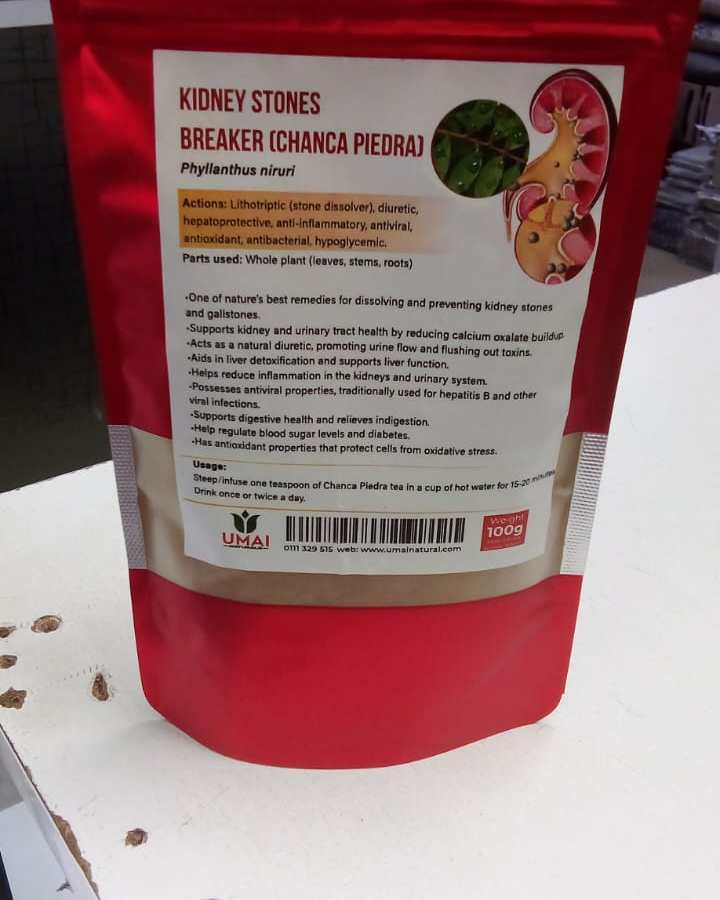 KIDNEY STONES
BREAKER (CHANCA PIEDRA)
Phyllanthus niruri
Actions: Lithotriptic (stone dissolver), diuretic,
hepatoprotective, anti-inflammatory, antiviral,
antioxidant, antibacterial, hypoglycemic.
Parts used: Whole plant (leaves, stems, roots)
•One of nature's best remedies for dissolving and preventing kidney stones
and gallstones.
•Supports kidney and urinary tract health by reducing calcium oxalate buildup.
•Acts as a natural diuretic, promoting urine flow and flushing out toxins.
•Aids in liver detoxification and supports liver function.
•Helps reduce inflammation in the kidneys and urinary system.
•Possesses antiviral properties, traditionally used for hepatitis B and other
viral infections.
•Supports digestive health and relieves indigestion.
•Help regulate blood sugar levels and diabetes.
•Has antioxidant properties that protect cells from oxidative stress.
Usage:
Steep/infuse one teaspoon of Chanca Piedra tea in a cup of hot water for 15-20 minutes
Drink once or twice a day.
UMAI
0111 329 515 web: www.umainatural.com
Weight
100g